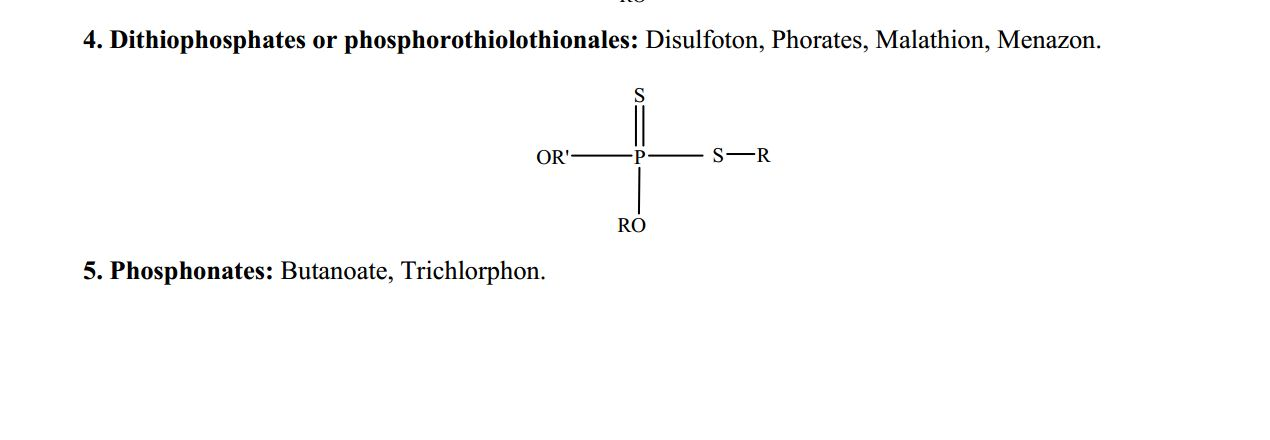 4. Dithiophosphates or phosphorothiolothionales: Disulfoton, Phorates, Malathion, Menazon.
S
OR' P S R
RO
5. Phosphonates: Butanoate, Trichlorphon.